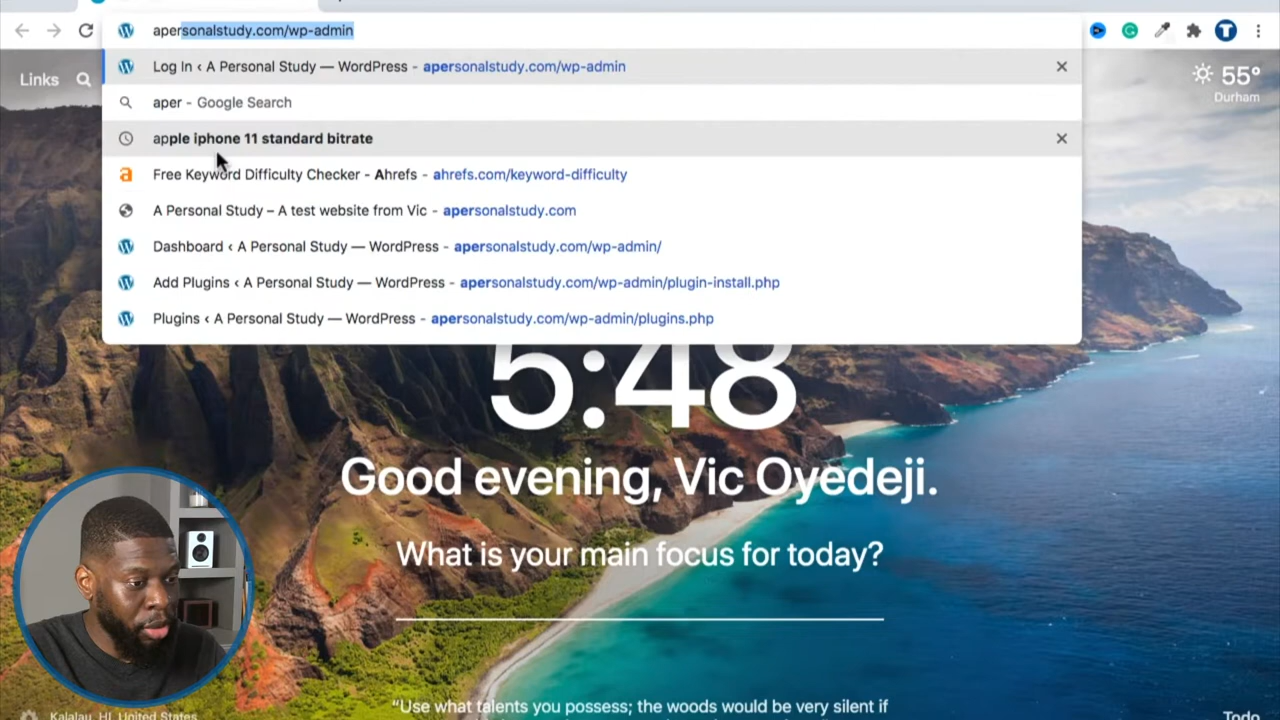 apersonalstudy.com/wp-admin
Log In ‹ A Personal Study — WordPress - apersonalstudy.com/wp-admin
Links
55°
Durham
aper - Google Search
apple iphone 11 standard bitrate
Free Keyword Difficulty Checker - Ahrefs - ahrefs.com/keyword-difficulty
A Personal Study – A test website from Vic - apersonalstudy.com
Dashboard ‹ A Personal Study — WordPress - apersonalstudy.com/wp-admin/
Add Plugins ‹ A Personal Study — WordPress - apersonalstudy.com/wp-admin/plugin-install.php
Plugins ‹ A Personal Study — WordPress - apersonalstudy.com/wp-admin/plugins.php
5:48
Good evening, Vic Oyedeji.
What is your main focus for today?
“Use what talents you possess; the woods would be very silent if
Kalalau, HI, United States
Todo